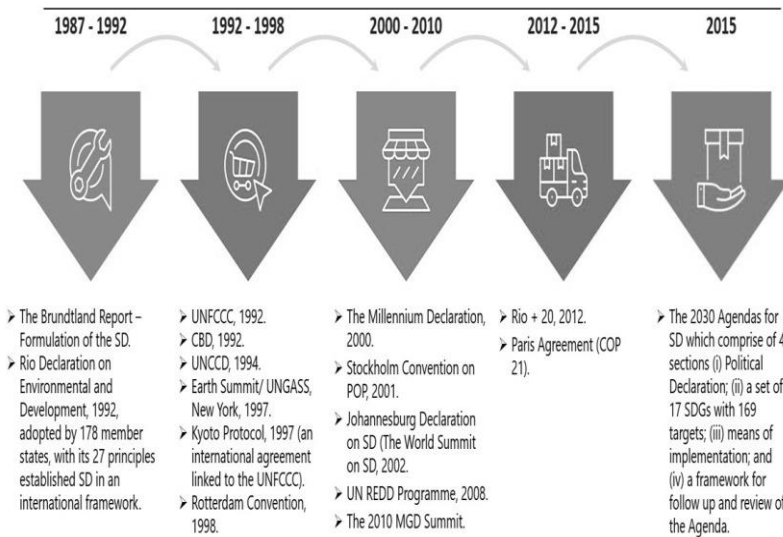 1987 - 1992
1992 - 1998
2000 - 2010
2012 - 2015
2015
➢ The Brundtland Report –
Formulation of the SD.
➢ Rio Declaration on
Environmental and
Development, 1992,
adopted by 178 member
states, with its 27 principles
established SD in an
international framework.
➢ UNFCCC, 1992.
➢ CBD, 1992.
➢ UNCCD, 1994.
➢ Earth Summit/ UNGASS,
New York, 1997.
➢ Kyoto Protocol, 1997 (an
international agreement
linked to the UNFCCC).
➢ Rotterdam Convention,
1998.
➢ The Millennium Declaration,
2000.
➢ Stockholm Convention on
POP, 2001.
➢ Johannesburg Declaration
on SD (The World Summit
on SD, 2002.
➢ UN REDD Programme, 2008.
➢ The 2010 MGD Summit.
➢ Rio + 20, 2012.
➢ Paris Agreement (COP
21).
➢ The 2030 Agendas for
SD which comprise of 4
sections (i) Political
Declaration; (ii) a set of
17 SDGs with 169
targets; (iii) means of
implementation; and
(iv) a framework for
follow up and review of
the Agenda.